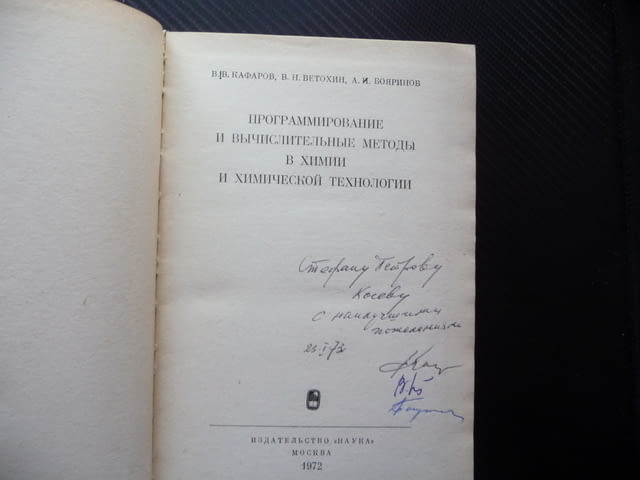 В. В. КАФАРОВ, В. Н. ВЕТОХИН, А. И. БОЯРИНОВ
ПРОГРАММИРОВАНИЕ
И ВЫЧИСЛИТЕЛЬНЫЕ МЕТОДЫ
В ХИМИИ
И ХИМИЧЕСКОЙ ТЕХНОЛОГИИ
Стефану Петрову
Косеву
с наилучшими
пожеланиями
ИЗДАТЕЛЬСТВО «НАУКА»
МОСКВА
1972